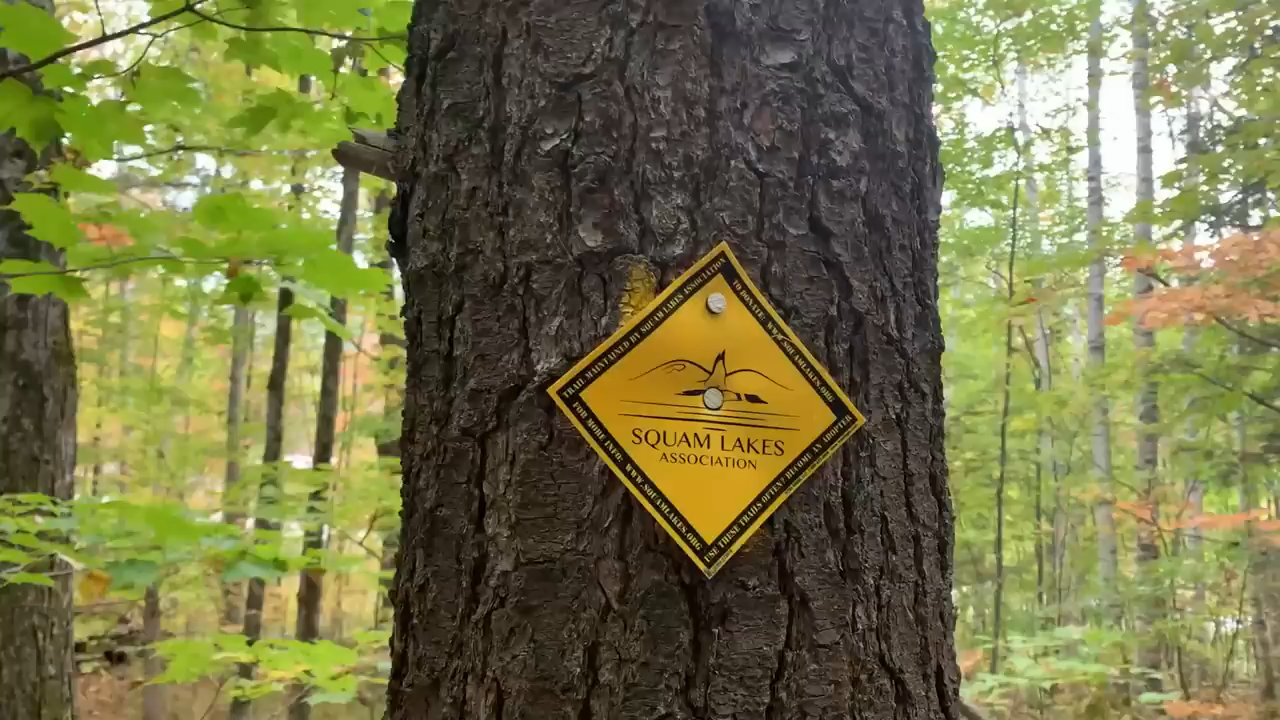 TRAIL MAINTAINED BY SQUAM LAKES ASSOCIATION
TO DONATE: WWW.SQUAMLAKES.ORG
SQUAM LAKES
ASSOCIATION
FOR MORE INFO: WWW.SQUAMLAKES.ORG
USE THESE TRAILS OFTEN? BECOME AN ADOPTER